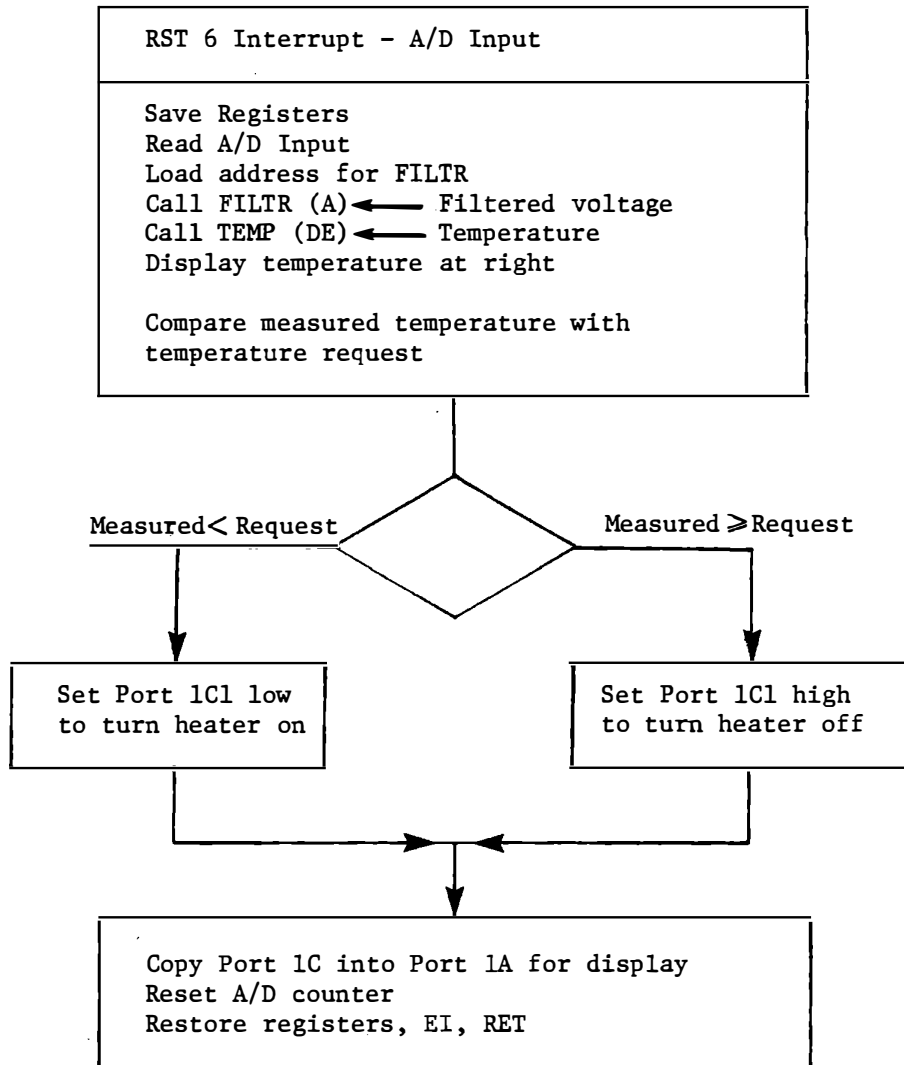 RST 6 Interrupt - A/D Input
Save Registers
Read A/D Input
Load address for FILTR
Call FILTR (A) Filtered voltage
Call TEMP (DE) Temperature
Display temperature at right
Compare measured temperature with
temperature request
Measured < Request
Measured ⩾ Request
Set Port 1C1 low
to turn heater on
Set Port 1C1 high
to turn heater off
Copy Port 1C into Port 1A for display
Reset A/D counter
Restore registers, EI, RET